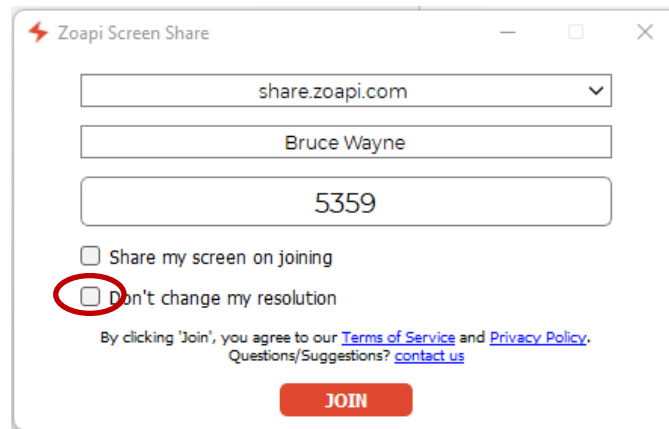 Zoapi Screen Share
share.zoapi.com
Bruce Wayne
5359
Share my screen on joining
Don't change my resolution
By clicking 'Join', you agree to our Terms of Service and Privacy Policy.
Questions/Suggestions? contact us
JOIN